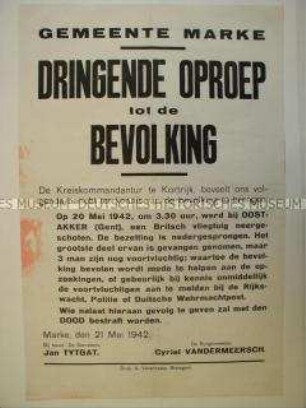 GEMEENTE MARKE
DRINGENDE OPROEP
tot de
BEVOLKING
De Kreiskommandantur te Kortrijk beveelt ons vol-
Op 20 Mei 1942, om 3.30 uur, werd bij OOST-
AKKER (Gent), een Britsch vliegtuig neerge-
schoten. De bezetting is nedergesprongen. Het
grootste deel ervan is gevangen genomen, maar
3 man zijn nog voortvluchtig; waarloe de bevolking
bevolen wordt mede te helpen aan de op-
zoekingen, of gebeurlijk bij kennis onmiddelijk
de voortvluchtigen aan te melden bij de Rijks-
wacht, Politie of Duitsche Wehrmachtpost.
Wie nalaat hieraan gevolg te geven zal met den
DOOD bestraft worden.
Marke, den 21 Mei 1942.
De Burgemeester,
Jan TYTGAT.
Cyriel VANDERMEERSCH.